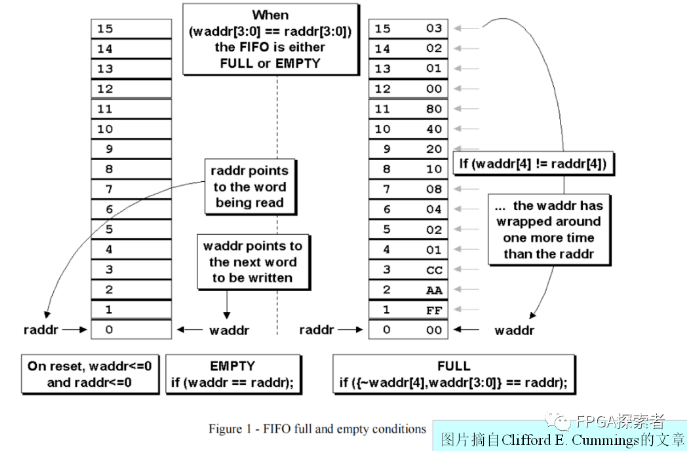 When
(waddr[3:0] == raddr[3:0])
the FIFO is either
FULL or EMPTY
15
14
13
12
11
10
9
8
7
6
5
4
3
2
1
0
raddr points
to the word
being read
waddr points to
the next word
to be written
raddr
waddr
On reset, waddr<=0
and raddr<=0
EMPTY
if (waddr == raddr);
15 03
14 02
13 01
12 00
11 80
10 40
9 20
8 10
7 08
6 04
5 02
4 01
3 CC
2 AA
1 FF
0 00
If (waddr[4] != raddr[4])
... the waddr has
wrapped around
one more time
than the raddr
raddr
waddr
FULL
if ({~waddr[4],waddr[3:0]} == raddr);
Figure 1 - FIFO full and empty conditions
FPGA探索者
图片摘自Clifford E. Cummings的文章